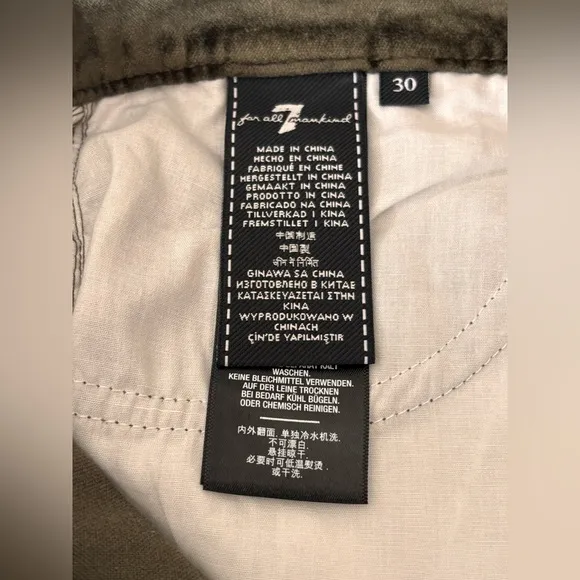 30
7
for all mankind
MADE IN CHINA
HECHO EN CHINA
FABRIQUÉ EN CHINE
HERGESTELLT IN CHINA
GEMAAKT IN CHINA
PRODOTTO IN CINA
FABRICADO NA CHINA
TILLVERKAD I KINA
FREMSTILLET I KINA
中国制造
中国製
चीन में निर्मित
GINAWA SA CHINA
ИЗГОТОВЛЕНО В КИТАЕ
ΚΑΤΑΣΚΕΥΑΖΕΤΑΙ ΣΤΗΝ
ΚΙΝΑ
WYPRODUKOWANO W
CHINACH
ÇİN'DE YAPILMIŞTIR
WASCHEN.
KEINE BLEICHMITTEL VERWENDEN.
AUF DER LEINE TROCKNEN
BEI BEDARF KÜHL BÜGELN.
ODER CHEMISCH REINIGEN.
内外翻面, 单独冷水机洗.
不可漂白.
悬挂晾干.
必要时可低温熨烫.
或干洗.